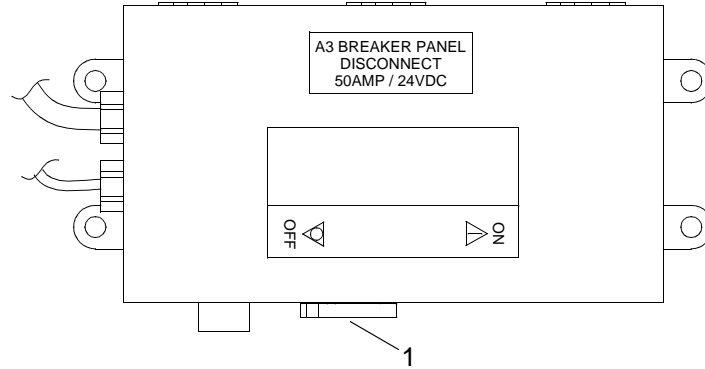 A3 BREAKER PANEL
DISCONNECT
50AMP / 24VDC
OFF
ON
1